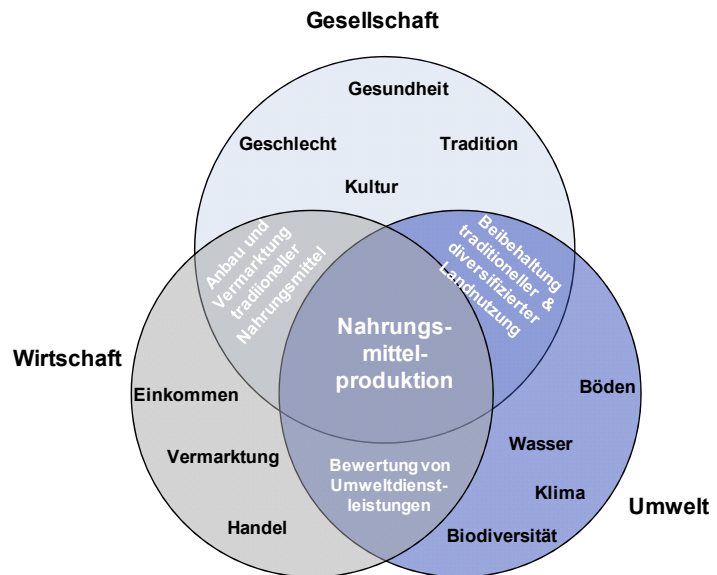 Gesellschaft
Gesundheit
Geschlecht
Tradition
Kultur
Anbau und
Vermarktung
tradiioneller
Nahrungsmittel
Beibehaltung
traditioneller &
diversifizierter
Landnutzung
Nahrungs-
mittel-
produktion
Wirtschaft
Einkommen
Vermarktung
Handel
Bewertung von
Umweltdienst-
leistungen
Böden
Wasser
Klima
Biodiversität
Umwelt